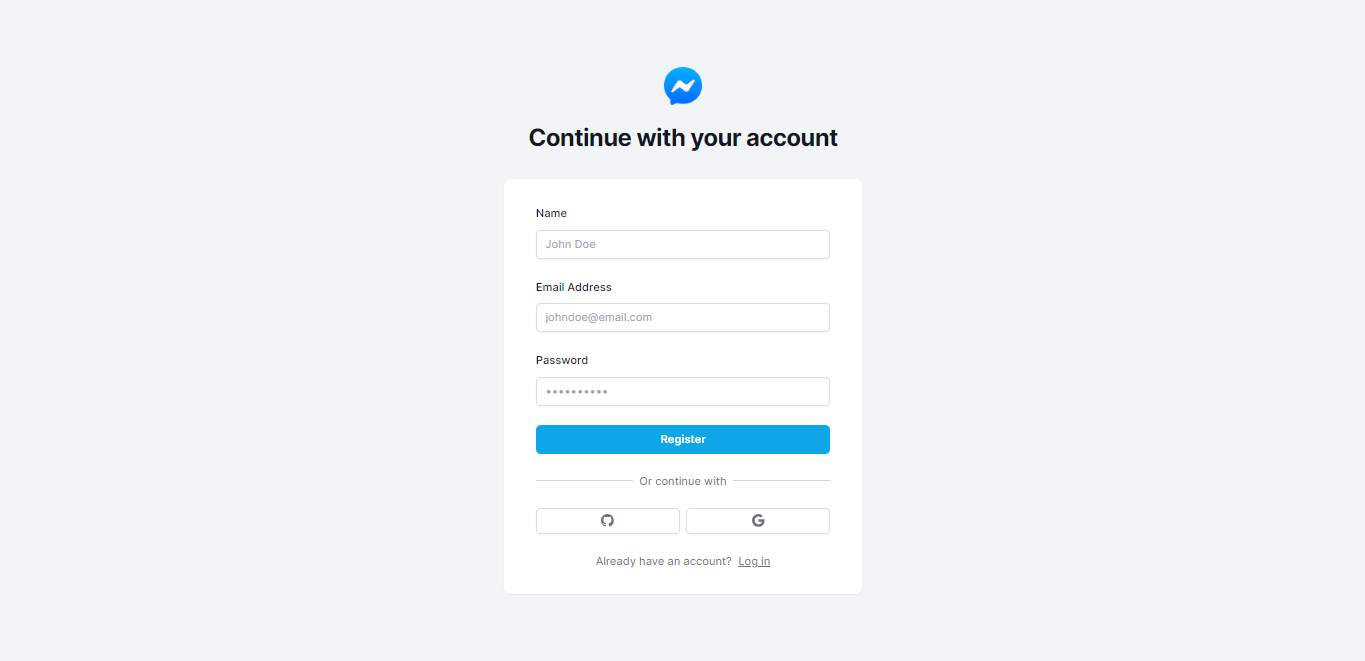 Continue with your account
Name
John Doe
Email Address
johndoe@email.com
Password
••••••••••
Register
Or continue with
Already have an account? Log in